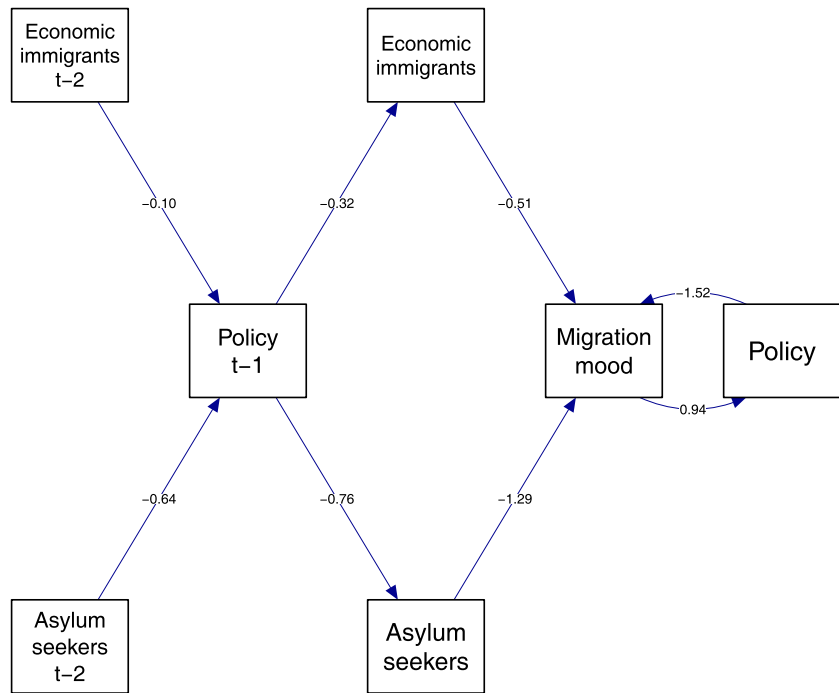 Economic
immigrants
t−2
Economic
immigrants
−0.10
−0.32
−0.51
−1.52
Policy
t−1
Migration
mood
Policy
0.94
−0.64
−0.76
−1.29
Asylum
seekers
t−2
Asylum
seekers